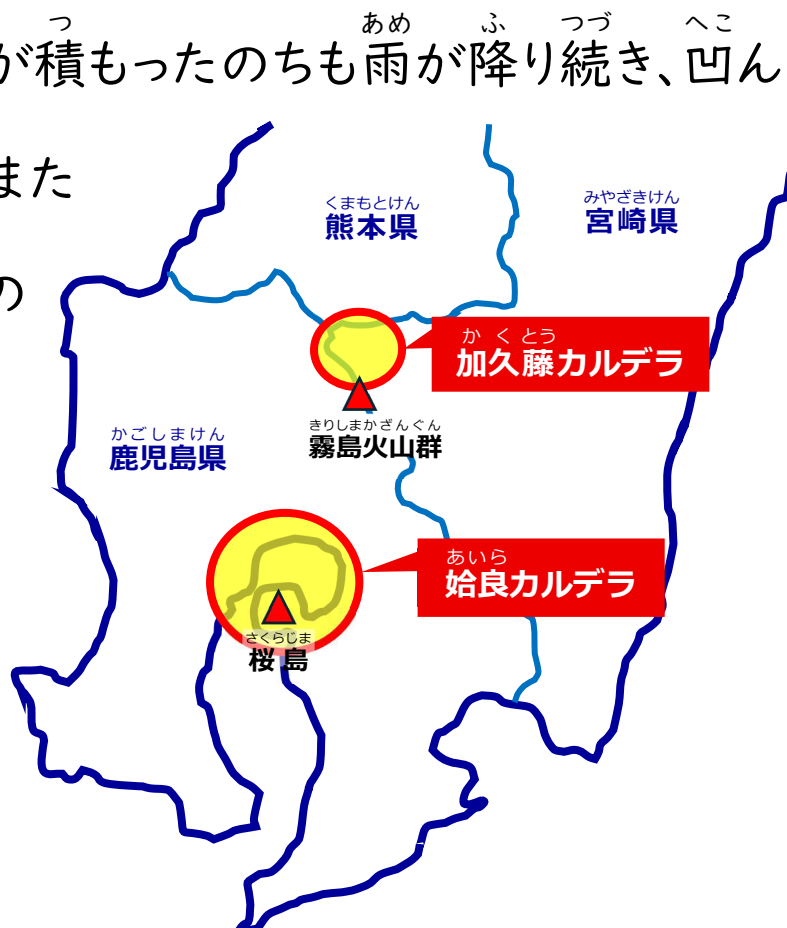 が積もったのちも雨が降り続き、凹ん
つ あめ ふ つづ へこ
また
の
くまもとけん
熊本県
みやざきけん
宮崎県
かくとう
加久藤カルデラ
きりしまかざんぐん
霧島火山群
かごしまけん
鹿児島県
あいら
姶良カルデラ
さくらじま
桜島